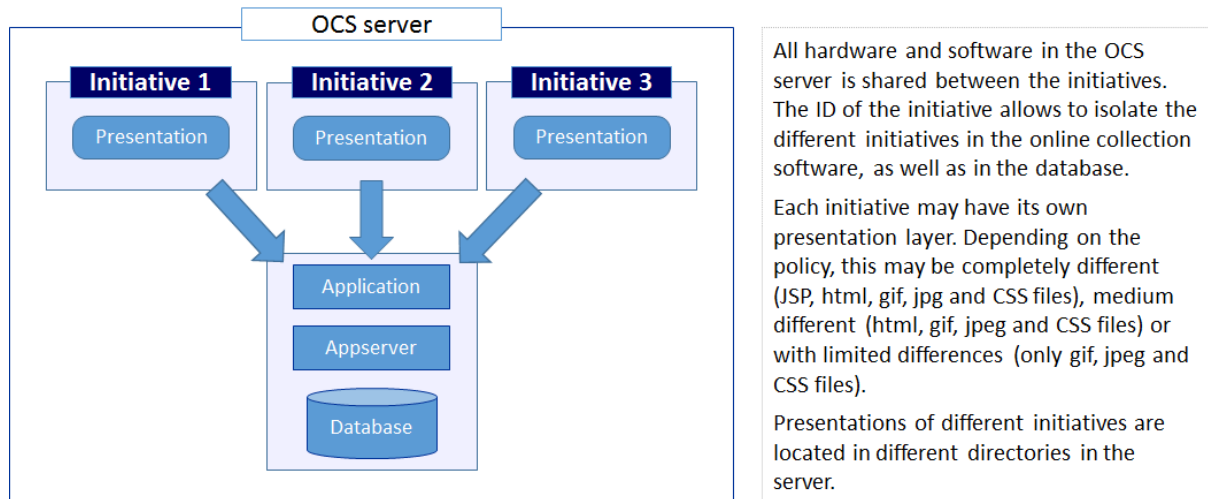 OCS server
Initiative 1
Initiative 2
Initiative 3
Presentation
Presentation
Presentation
Application
Appserver
Database
All hardware and software in the OCS
server is shared between the initiatives.
The ID of the initiative allows to isolate the
different initiatives in the online collection
software, as well as in the database.
Each initiative may have its own
presentation layer. Depending on the
policy, this may be completely different
(JSP, html, gif, jpg and CSS files), medium
different (html, gif, jpeg and CSS files) or
with limited differences (only gif, jpeg and
CSS files).
Presentations of different initiatives are
located in different directories in the
server.